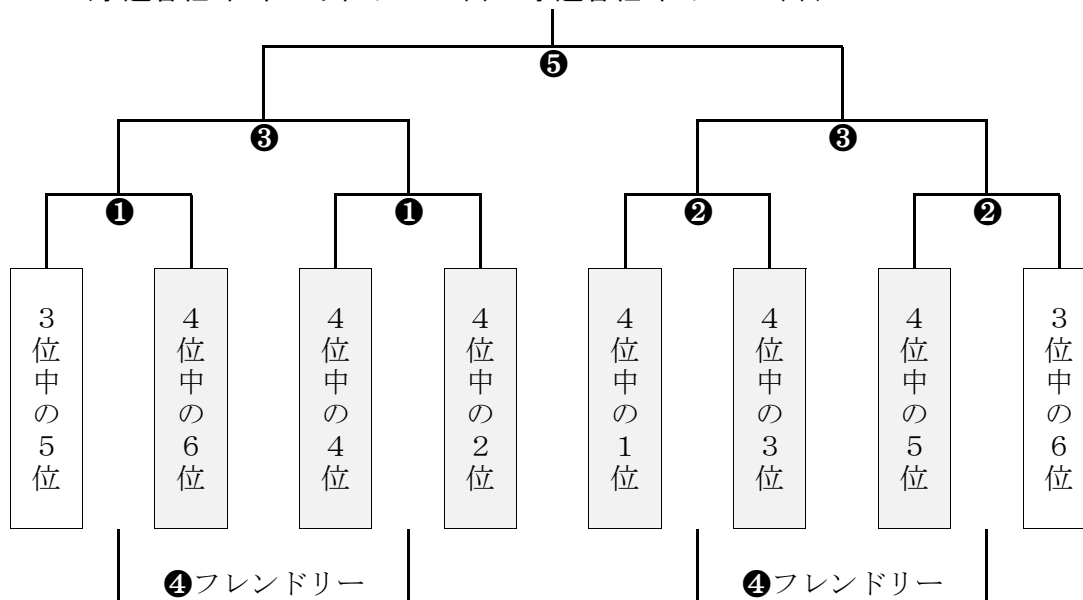 ❺
❸
❸
❶
❶
❷
❷
3位中の5位
4位中の6位
4位中の4位
4位中の2位
4位中の1位
4位中の3位
4位中の5位
3位中の6位
❹フレンドリー
❹フレンドリー